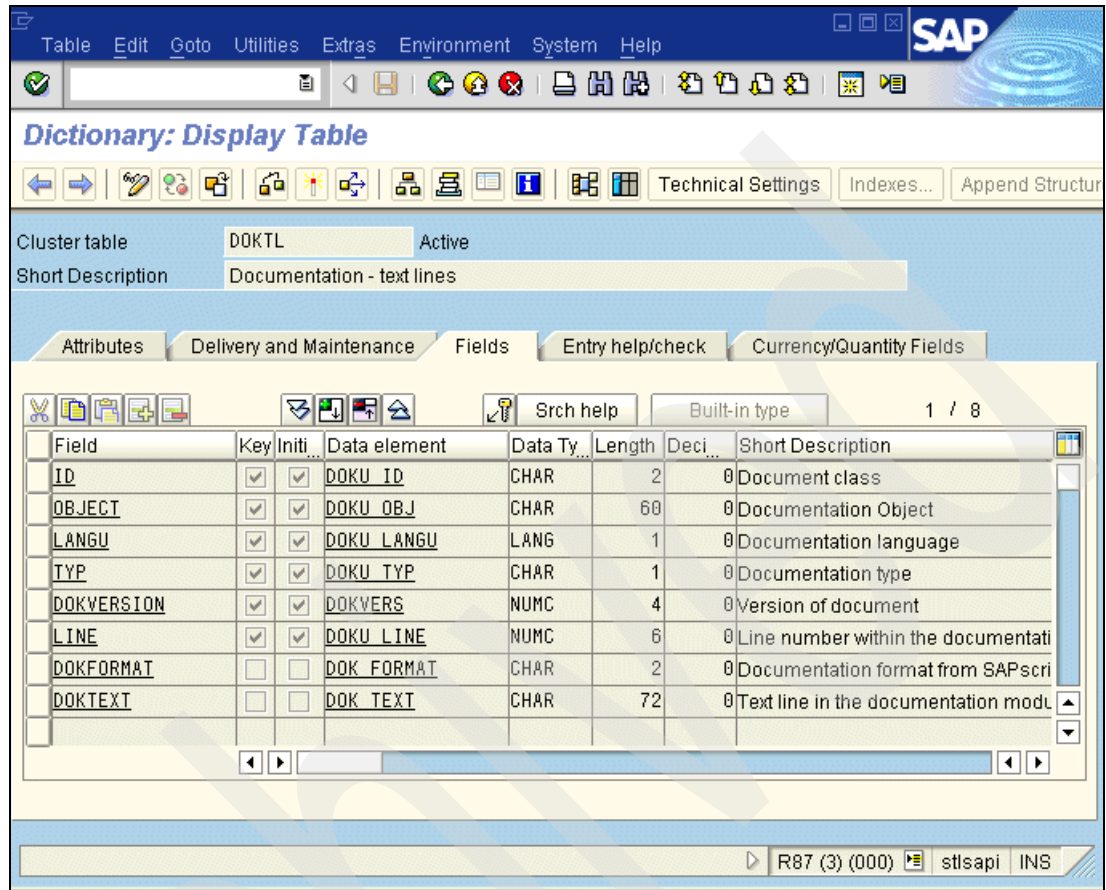 Table Edit Goto Utilities Extras Environment System Help
SAP
Dictionary: Display Table
Technical Settings Indexes... Append Structur
Cluster table DOKTL Active
Short Description Documentation - text lines
Attributes Delivery and Maintenance Fields Entry help/check Currency/Quantity Fields
Srch help Built-in type 1 / 8
Field Key Initi... Data element Data Ty... Length Deci... Short Description
ID DOKU_ID CHAR 2 0 Document class
OBJECT DOKU_OBJ CHAR 60 0 Documentation Object
LANGU DOKU_LANGU LANG 1 0 Documentation language
TYP DOKU_TYP CHAR 1 0 Documentation type
DOKVERSION DOKVERS NUMC 4 0 Version of document
LINE DOKU_LINE NUMC 6 0 Line number within the documentati
DOKFORMAT DOK_FORMAT CHAR 2 0 Documentation format from SAPscri
DOKTEXT DOK_TEXT CHAR 72 0 Text line in the documentation modu
R87 (3) (000) stlsapi INS